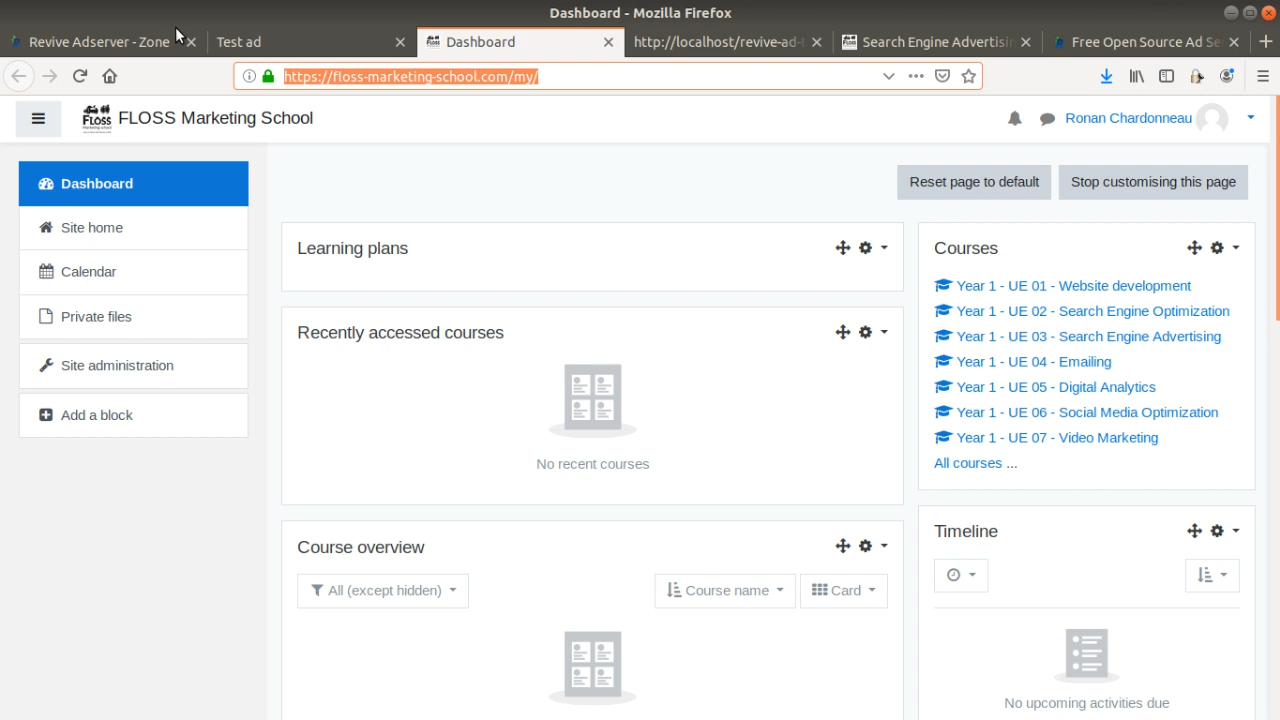 Dashboard - Mozilla Firefox
Revive Adserver - Zone
Test ad
Dashboard
http://localhost/revive-ad-
Search Engine Advertisin
Free Open Source Ad Se
https://floss-marketing-school.com/my/
FLOSS Marketing School
Ronan Chardonneau
Dashboard
Site home
Calendar
Private files
Site administration
Add a block
Reset page to default
Stop customising this page
Learning plans
Recently accessed courses
No recent courses
Course overview
All (except hidden)
Course name
Card
Courses
Year 1 - UE 01 - Website development
Year 1 - UE 02 - Search Engine Optimization
Year 1 - UE 03 - Search Engine Advertising
Year 1 - UE 04 - Emailing
Year 1 - UE 05 - Digital Analytics
Year 1 - UE 06 - Social Media Optimization
Year 1 - UE 07 - Video Marketing
All courses ...
Timeline
No upcoming activities due